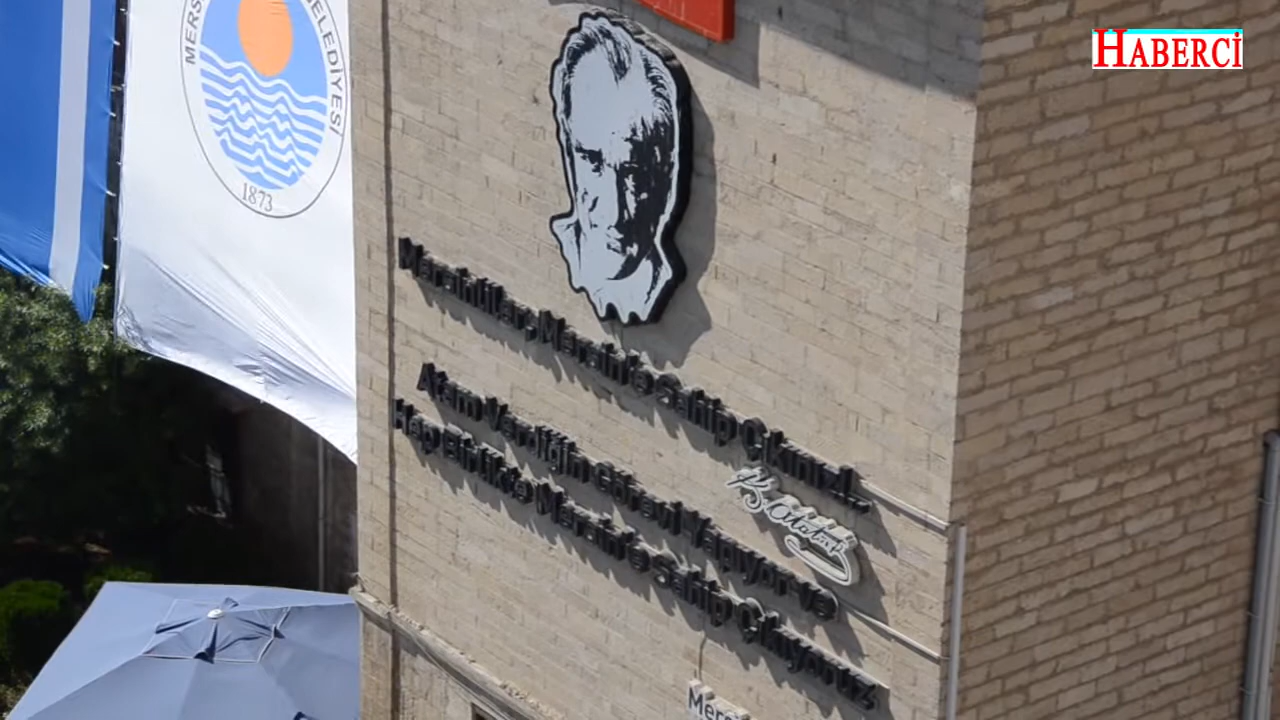 HABERCİ
MERS
BELEDİYESİ
1873
Mersinliler, Mersin'e Sahip Çıkınız!..
K. Atatürk
Atam Verdiğin Görevi Yapıyor ve
Hep Birlikte Mersin'e Sahip Çıkıyoruz
Mers